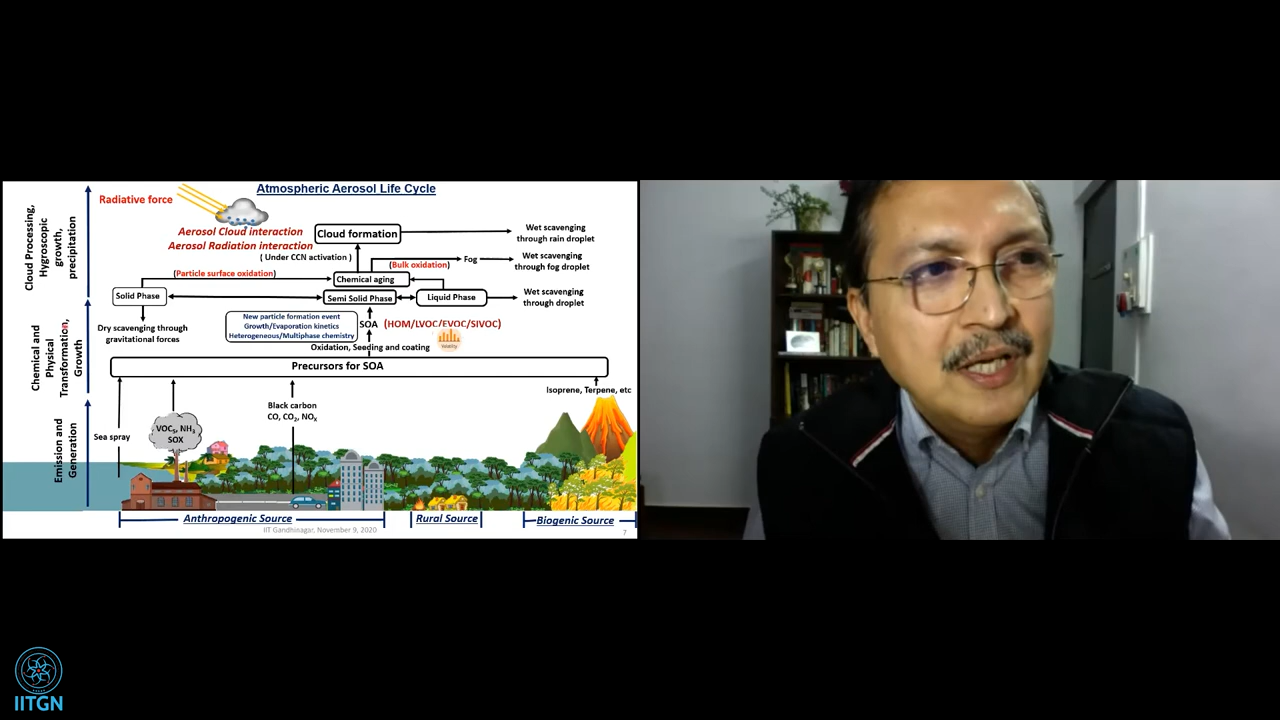 Atmospheric Aerosol Life Cycle
Radiative force
Aerosol Cloud interaction
Aerosol Radiation interaction
( Under CCN activation )
Cloud formation
Wet scavenging
through rain droplet
Cloud Processing,
Hygroscopic
growth,
precipitation
(Particle surface oxidation)
(Bulk oxidation)
Fog
Wet scavenging
through fog droplet
Chemical aging
Solid Phase
Semi Solid Phase
Liquid Phase
Wet scavenging
through droplet
Dry scavenging through
gravitational forces
New particle formation event
Growth/Evaporation kinetics
Heterogeneous/Multiphase chemistry
SOA
(HOM/LVOC/EVOC/SIVOC)
Oxidation, Seeding and coating
Volatility
Chemical and
Physical
Transformation,
Growth
Precursors for SOA
Isoprene, Terpene, etc
Black carbon
CO, CO2, NOx
VOCs, NH3
SOX
Sea spray
Emission and
Generation
Anthropogenic Source
Rural Source
Biogenic Source
IIT Gandhinagar, November 9, 2020
7
IITGN